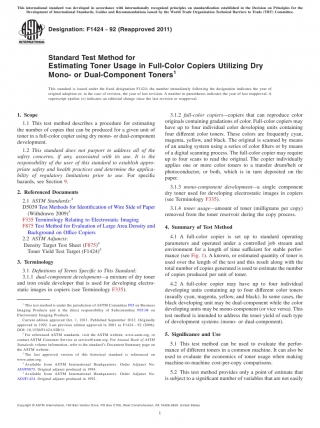 This international standard was developed in accordance with internationally recognized principles on standardization established in the Decision on Principles for the
Development of International Standards, Guides and Recommendations issued by the World Trade Organization Technical Barriers to Trade (TBT) Committee.
Designation: F1424 - 92 (Reapproved 2011)
Standard Test Method for
Estimating Toner Usage in Full-Color Copiers Utilizing Dry
Mono- or Dual-Component Toners1
This standard is issued under the fixed designation F1424; the number immediately following the designation indicates the year of
original adoption or, in the case of revision, the year of last revision. A number in parentheses indicates the year of last reapproval. A
superscript epsilon (ε) indicates an editorial change since the last revision or reapproval.
1. Scope
1.1 This test method describes a procedure for estimating
the number of copies that can be produced for a given unit of
toner in a full-color copier using dry mono- or dual-component
development.
1.2 This standard does not purport to address all of the
safety concerns, if any, associated with its use. It is the
responsibility of the user of this standard to establish appro-
priate safety and health practices and determine the applica-
bility of regulatory limitations prior to use. For specific
hazards, see Section 9.
2. Referenced Documents
2.1 ASTM Standards:2
D5039 Test Methods for Identification of Wire Side of Paper
(Withdrawn 2009)3
F335 Terminology Relating to Electrostatic Imaging
F875 Test Method for Evaluation of Large Area Density and
Background on Office Copiers
2.2 ASTM Adjuncts:
Density Target Test Sheet (F875)4
Toner Yield Test Target (F1424)5
3. Terminology
3.1 Definitions of Terms Specific to This Standard:
3.1.1 dual-component development—a mixture of dry toner
and iron oxide developer that is used for developing electro-
static images in copiers (see Terminology F335).
1 This test method is under the jurisdiction of ASTM Committee F05 on Business
Imaging Products and is the direct responsibility of Subcommittee F05.04 on
Electrostatic Imaging Products.
Current edition approved Oct. 1, 2011. Published
approved in 1992. Last previous edition approved in
2 For referenced ASTM standards, visit the ASTM website, www.astm.org, or
contact ASTM Customer Service at service@astm.org. For Annual Book of ASTM
Standards volume information, refer to the standard's Document Summary page on
the ASTM website.
3 The last approved version of this historical standard is referenced on
www.astm.org.
4 Available from ASTM International Headquarters. Order Adjunct No.
Original adjunct produced in
5 Available from ASTM International Headquarters. Order Adjunct No.
Original adjunct produced in
3.1.2 full-color copiers—copiers that can reproduce color
originals containing gradations of color. Full-color copiers may
have up to four individual color developing units containing
four different color toners. These colors are frequently cyan,
magenta, yellow, and black. The original is scanned by means
of an analog system using a series of color filters or by means
of a digital scanning process. The full-color copier may require
up to four scans to read the original. The copier individually
applies one or more color toners to a transfer drum/belt or
photoconductor, or both, which is in turn deposited on the
paper.
3.1.3 mono-component development—a single component
dry toner used for developing electrostatic images in copiers
(see Terminology F335).
3.1.4 toner usage—amount of toner (milligrams per copy)
removed from the toner reservoir during the copy process.
4. Summary of Test Method
4.1 A full-color copier is set up to standard operating
parameters and operated under a controlled job stream and
environment for a length of time sufficient for stable perfor-
mance (see Fig. 1). A known, or estimated quantity of toner is
used over the length of the test and this result along with the
total number of copies generated is used to estimate the number
of copies produced per unit of toner.
4.2 A full-color copier may have up to four individual
developing units containing up to four different color toners
(usually cyan, magenta, yellow, and black). In some cases, the
black developing unit may be dual-component while the color
developing units may be mono-component (or vice versa). This
test method is intended to address the toner yield of each type
of development systems (mono- or dual-component).
5. Significance and Use
5.1 This test method can be used to evaluate the perfor-
mance of different toners in a common machine. It can also be
used to evaluate the economics of toner usage when making
machine-to-machine cost-per-copy comparisons.
5.2 This test method provides only a point of estimate that
is subject to a significant number of variables that are not easily
Copyright © ASTM International, 100 Barr Harbor Drive, PO Box C700, West Conshohocken, PA 19428-2959. United States
1